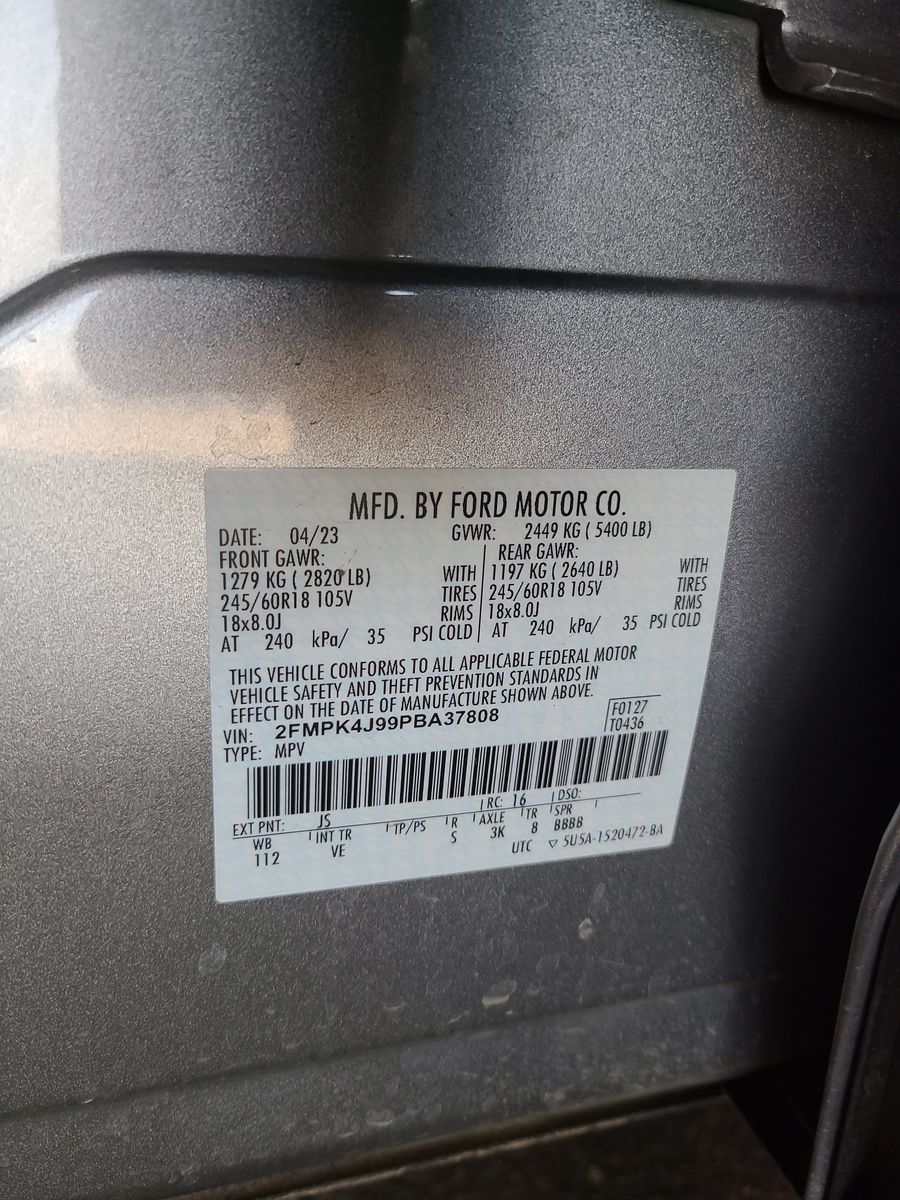 MFD. BY FORD MOTOR CO.
DATE: 04/23 GVWR: 2449 KG ( 5400 LB)
FRONT GAWR: REAR GAWR:
1279 KG ( 2820 LB) WITH 1197 KG ( 2640 LB) WITH
245/60R18 105V TIRES 245/60R18 105V TIRES
18x8.0J RIMS 18x8.0J RIMS
AT 240 kPa/ 35 PSI COLD AT 240 kPa/ 35 PSI COLD
THIS VEHICLE CONFORMS TO ALL APPLICABLE FEDERAL MOTOR
VEHICLE SAFETY AND THEFT PREVENTION STANDARDS IN
EFFECT ON THE DATE OF MANUFACTURE SHOWN ABOVE.
VIN: 2FMPK4J99PBA37808 F0127
TYPE: MPV T0436
EXT PNT: JS RC: 16 DSO:
WB INT TR TP/PS R AXLE TR SPR
112 VE S 3K 8 BBBB
UTC ▽ 5U5A-1520472-BA